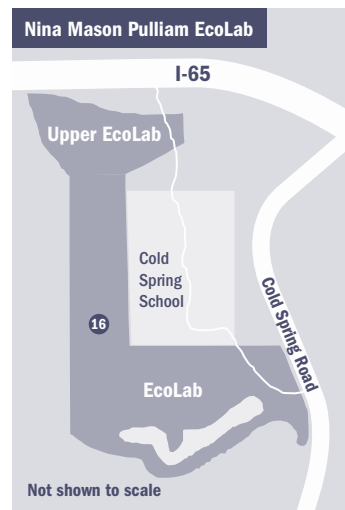 Nina Mason Pulliam EcoLab
I-65
Upper EcoLab
Cold
Spring
School
Cold Spring Road
16
EcoLab
Not shown to scale